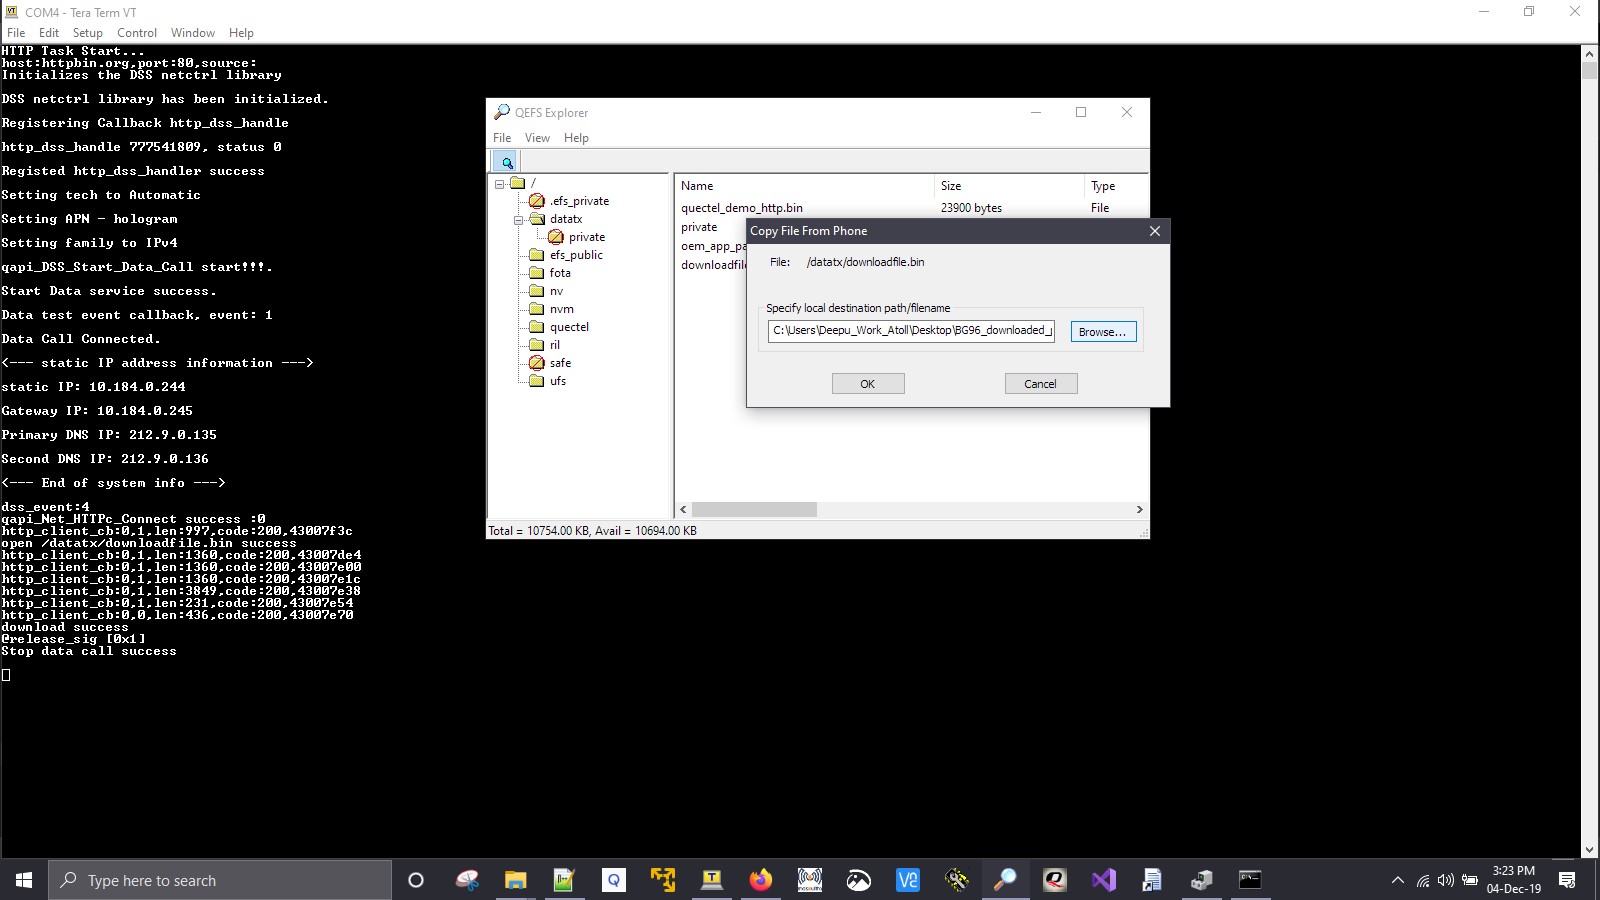 COM4 - Tera Term VT
File Edit Setup Control Window Help
HTTP Task Start...
host:httpbin.org,port:80,source:
Initializes the DSS netctrl library
DSS netctrl library has been initialized.
Registering Callback http_dss_handle
http_dss_handle 777541809, status 0
Registed http_dss_handler success
Setting tech to Automatic
Setting APN - hologram
Setting family to IPv4
qapi_DSS_Start_Data_Call start!!!.
Start Data service success.
Data test event callback, event: 1
Data Call Connected.
<--- static IP address information --->
static IP: 10.184.0.244
Gateway IP: 10.184.0.245
Primary DNS IP: 212.9.0.135
Second DNS IP: 212.9.0.136
<--- End of system info --->
dss_event:4
qapi_Net_HTTPc_Connect success :0
http_client_cb:0,1,len:997,code:200,43007f3c
open /datatx/downloadfile.bin success
http_client_cb:0,1,len:1360,code:200,43007de4
http_client_cb:0,1,len:1360,code:200,43007e00
http_client_cb:0,1,len:1360,code:200,43007e1c
http_client_cb:0,1,len:3849,code:200,43007e38
http_client_cb:0,1,len:231,code:200,43007e54
http_client_cb:0,0,len:436,code:200,43007e70
download success
@release_sig [0x1]
Stop data call success
QEFS Explorer
File View Help
/
.efs_private
datatx
private
efs_public
fota
nv
nvm
quectel
ril
safe
ufs
Name Size Type
quectel_demo_http.bin 23900 bytes File
private
oem_app_pa
downloadfile
Total = 10754.00 KB, Avail = 10694.00 KB
Copy File From Phone
File: /datatx/downloadfile.bin
Specify local destination path/filename
C:\Users\Deepu_Work_Atoll\Desktop\BG96_downloaded_
Browse...
OK Cancel
Type here to search
3:23 PM
04-Dec-19